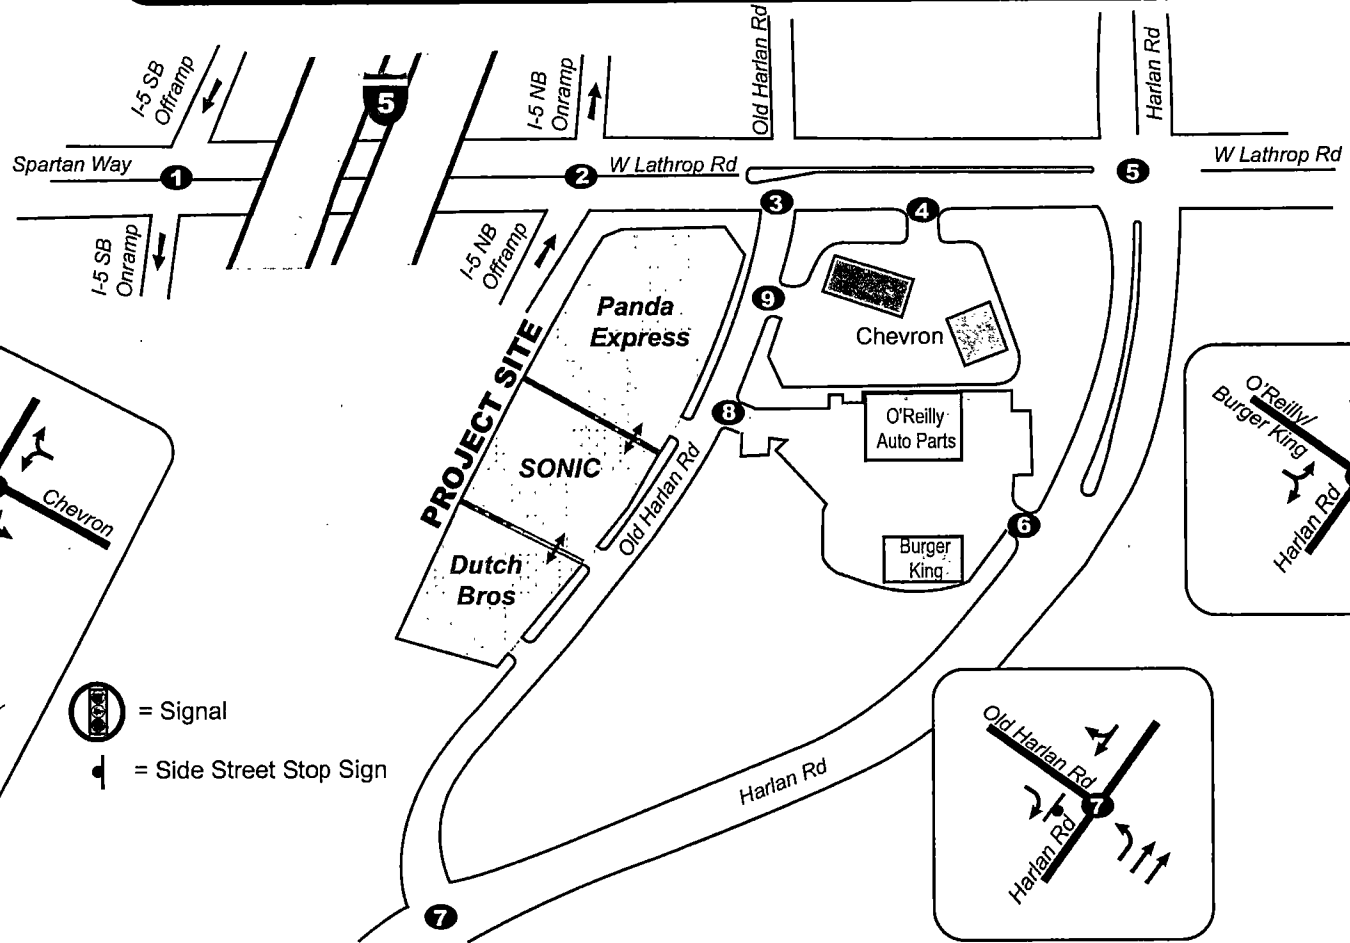 I-5 SB
Offramp
5
I-5 NB
Onramp
Old Harlan Rd
Harlan Rd
Spartan Way
1
2
W Lathrop Rd
5
W Lathrop Rd
3
4
I-5 SB
Onramp
I-5 NB
Offramp
9
Panda
Express
Chevron
PROJECT SITE
8
O'Reilly
Auto Parts
O'Reilly/
Burger King
Harlan Rd
SONIC
Old Harlan Rd
Chevron
6
Burger
King
Dutch
Bros
= Signal
= Side Street Stop Sign
Harlan Rd
Old Harlan Rd
7
Harlan Rd
7